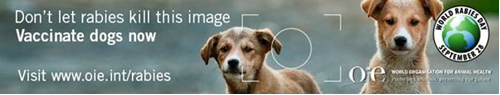 Don't let rabies kill this image
Vaccinate dogs now
Visit www.oie.int/rabies
oie
WORLD ORGANISATION FOR ANIMAL HEALTH
WORLD RABIES DAY
SEPTEMBER 28